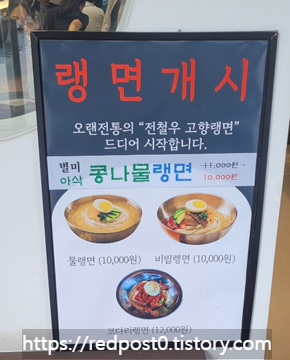 랭면개시
오랜전통의 “전철우 고향랭면”
드디어 시작합니다.
별미
아삭 콩나물랭면 11,000원
10,000원
물랭면 (10,000원) 비빔랭면 (10,000원)
코다리랭면 (12,000원)
https://redpost0.tistory.com